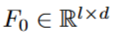 F₀ ∈ ℝ^{l×d}